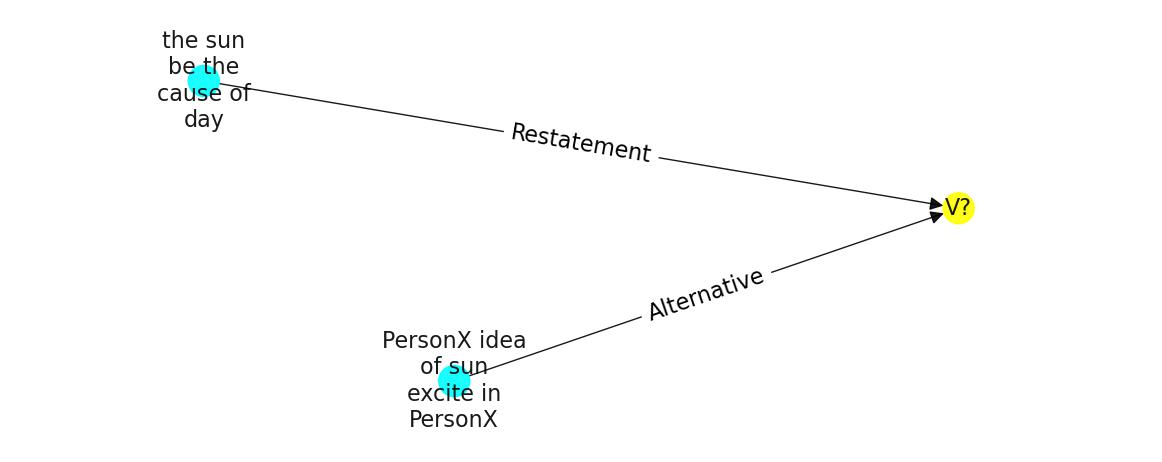 the sun
be the
cause of
day
Restatement
V?
Alternative
PersonX idea
of sun
excite in
PersonX